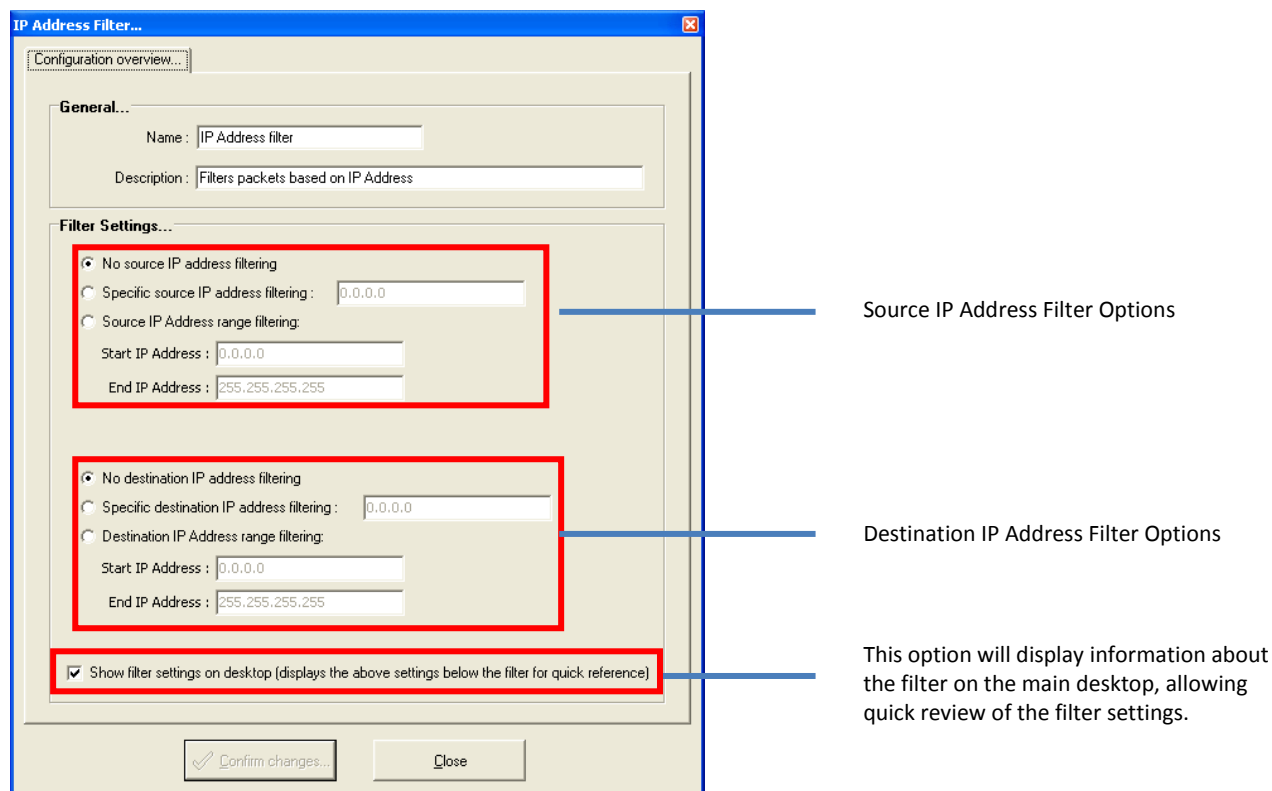 IP Address Filter...
Configuration overview...
General...
Name : IP Address filter
Description : Filters packets based on IP Address
Filter Settings...
No source IP address filtering
Specific source IP address filtering : 0.0.0.0
Source IP Address range filtering:
Start IP Address : 0.0.0.0
End IP Address : 255.255.255.255
Source IP Address Filter Options
No destination IP address filtering
Specific destination IP address filtering : 0.0.0.0
Destination IP Address range filtering:
Start IP Address : 0.0.0.0
End IP Address : 255.255.255.255
Destination IP Address Filter Options
Show filter settings on desktop (displays the above settings below the filter for quick reference)
This option will display information about
the filter on the main desktop, allowing
quick review of the filter settings.
Confirm changes...
Close